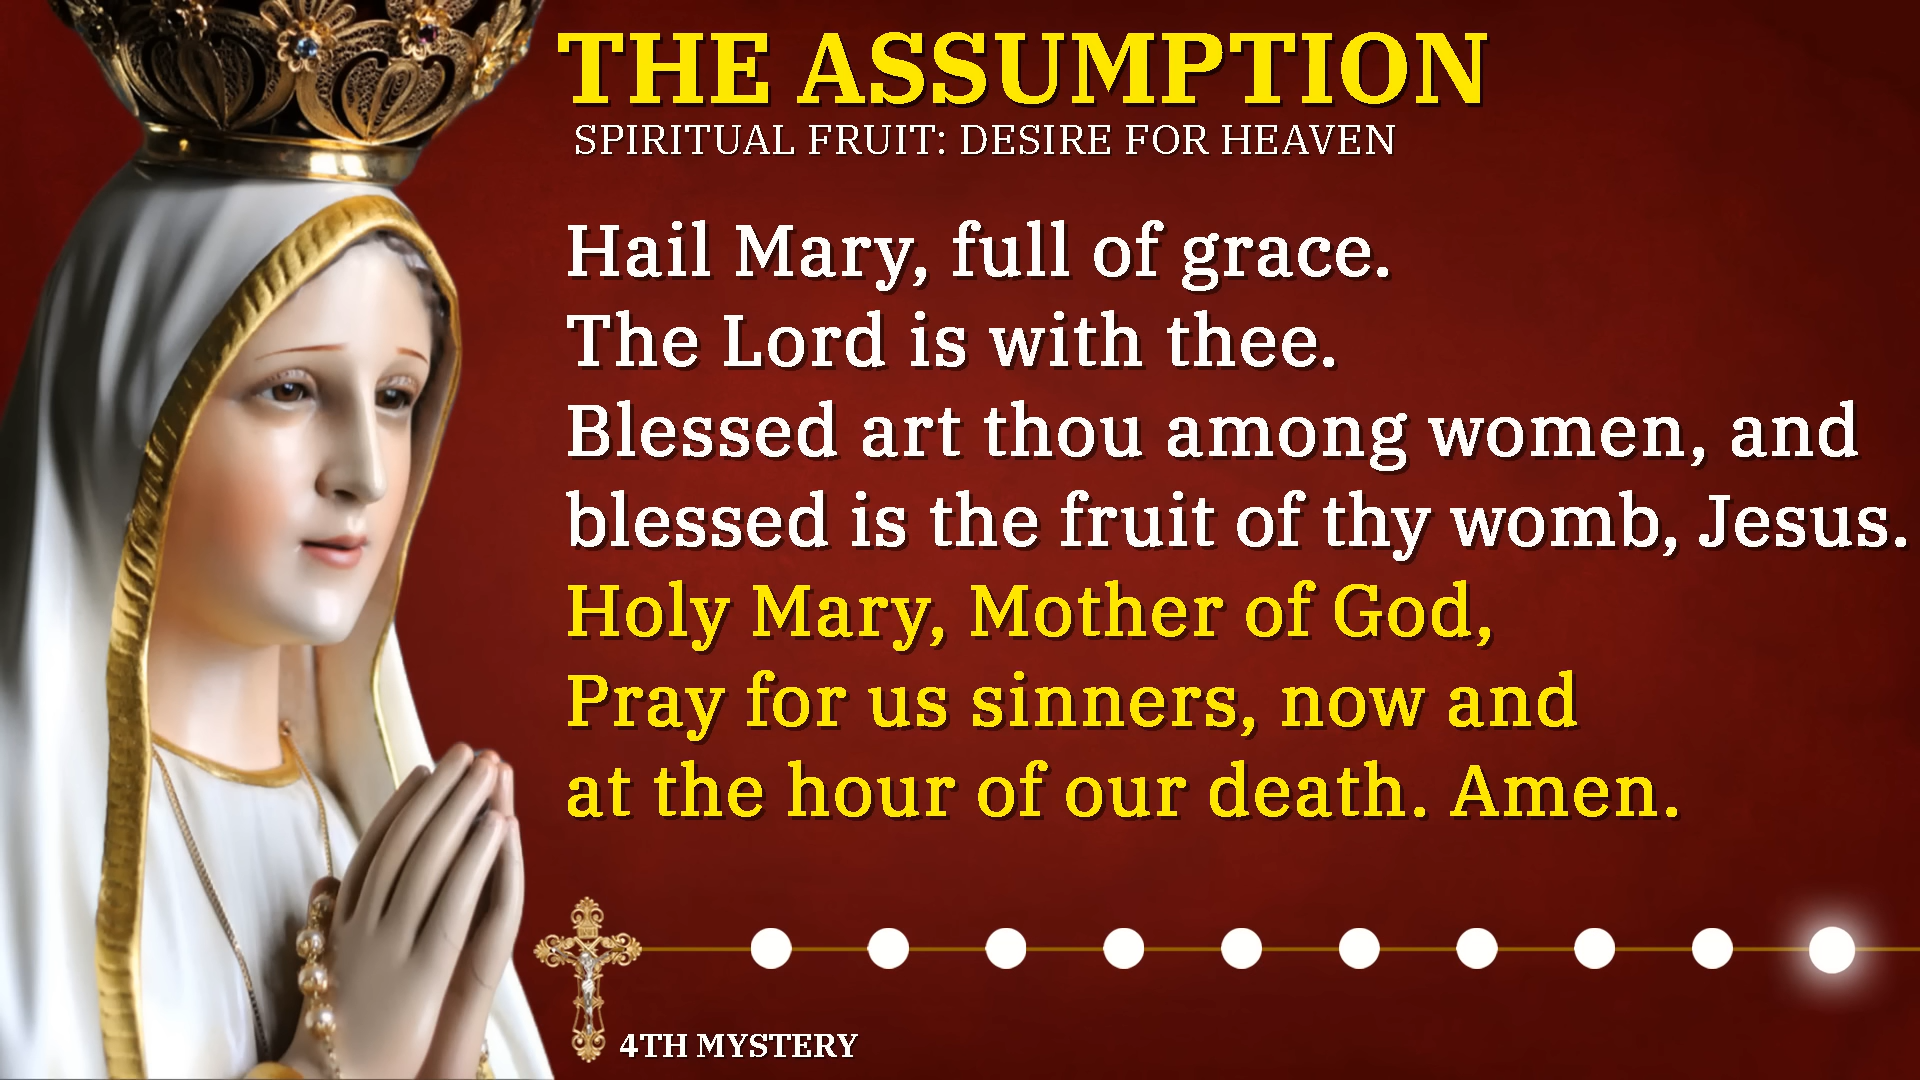 THE ASSUMPTION
SPIRITUAL FRUIT: DESIRE FOR HEAVEN
Hail Mary, full of grace.
The Lord is with thee.
Blessed art thou among women, and
blessed is the fruit of thy womb, Jesus.
Holy Mary, Mother of God,
Pray for us sinners, now and
at the hour of our death. Amen.
4TH MYSTERY